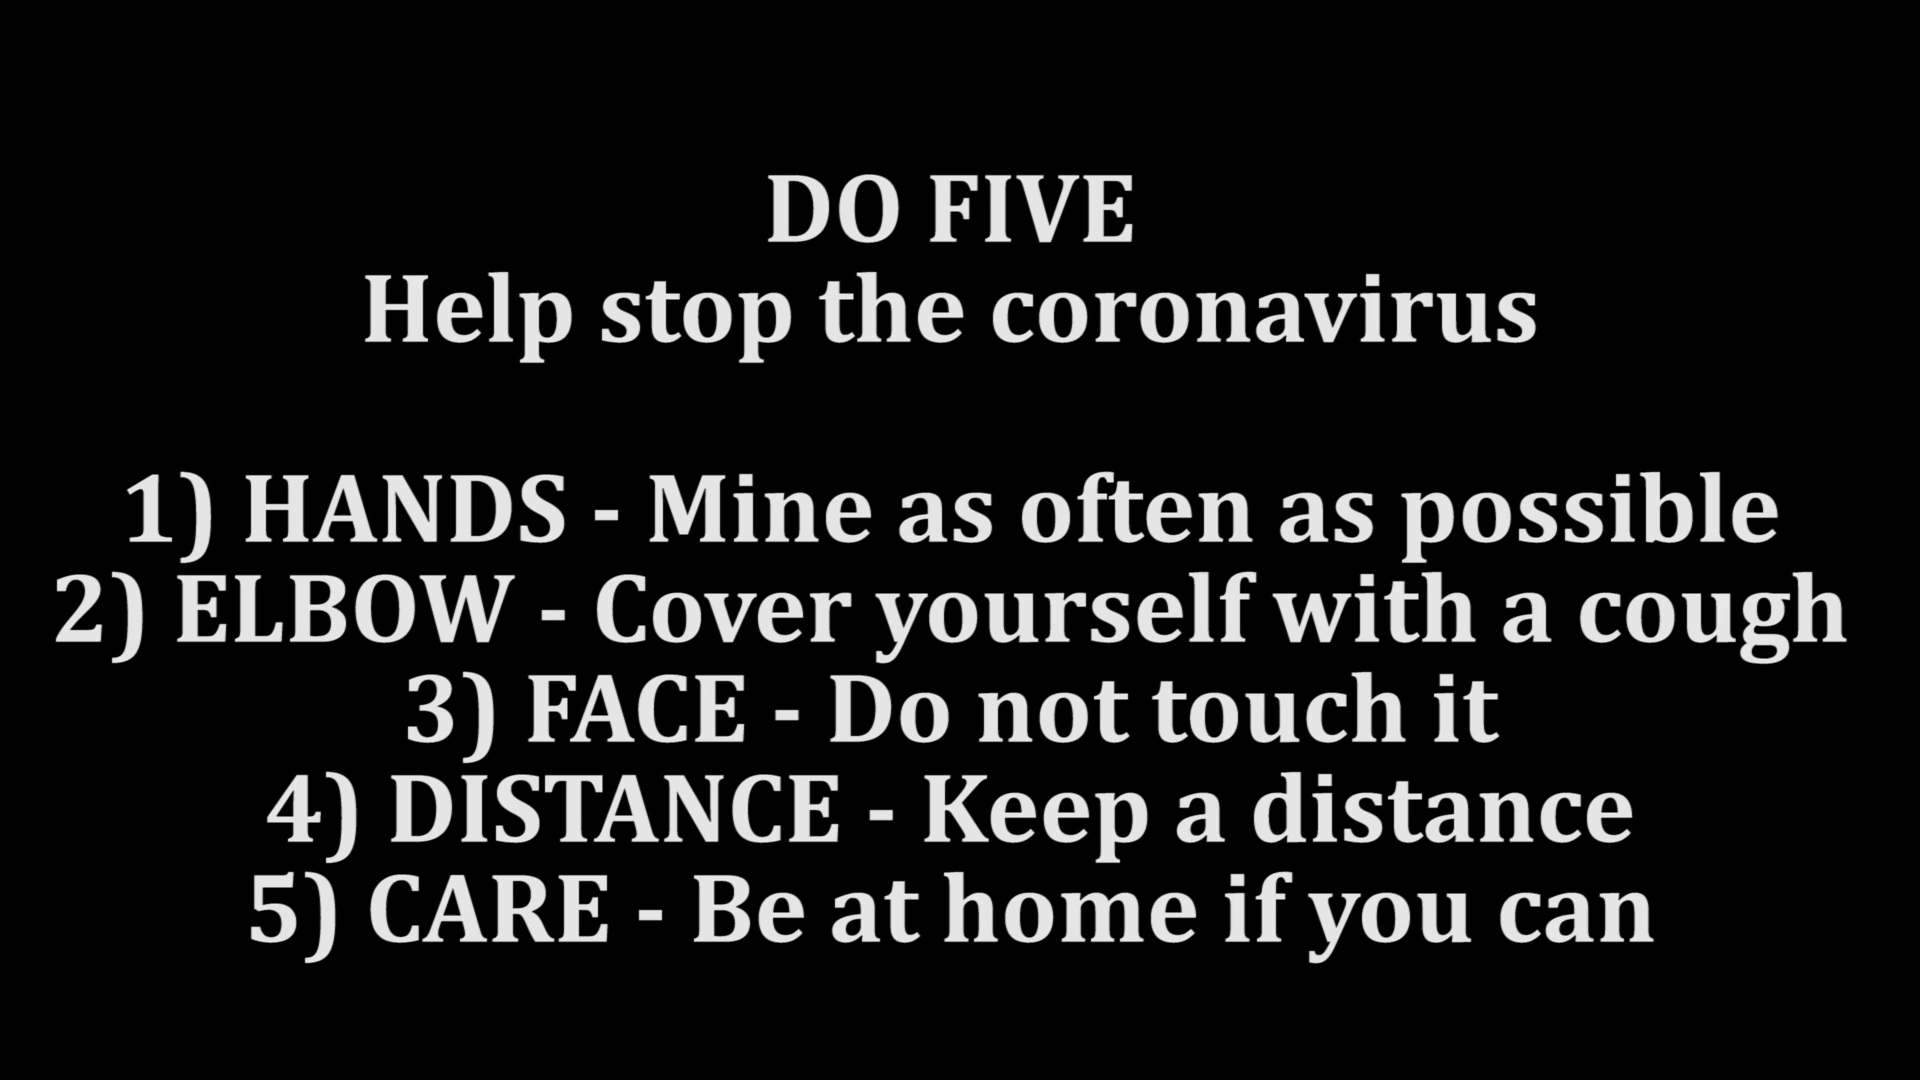 DO FIVE
Help stop the coronavirus
1) HANDS - Mine as often as possible
2) ELBOW - Cover yourself with a cough
3) FACE - Do not touch it
4) DISTANCE - Keep a distance
5) CARE - Be at home if you can